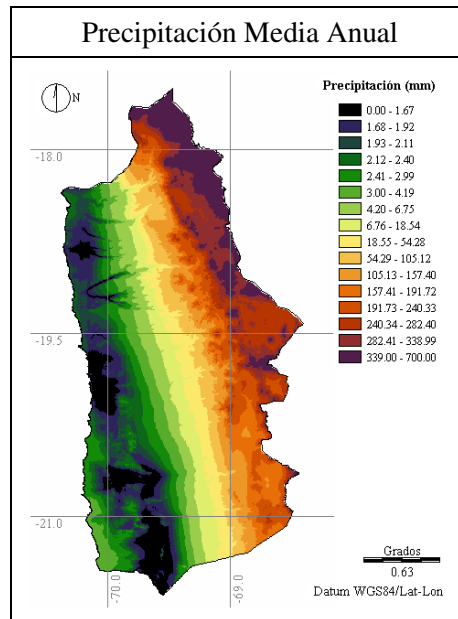 Precipitación Media Anual
N
Precipitación (mm)
0.00 - 1.67
1.68 - 1.92
1.93 - 2.11
2.12 - 2.40
2.41 - 2.99
3.00 - 4.19
4.20 - 6.75
6.76 - 18.54
18.55 - 54.28
54.29 - 105.12
105.13 - 157.40
157.41 - 191.72
191.73 - 240.33
240.34 - 282.40
282.41 - 338.99
339.00 - 700.00
-18.0
-19.5
-21.0
-70.0
-69.0
Grados
0.63
Datum WGS84/Lat-Lon